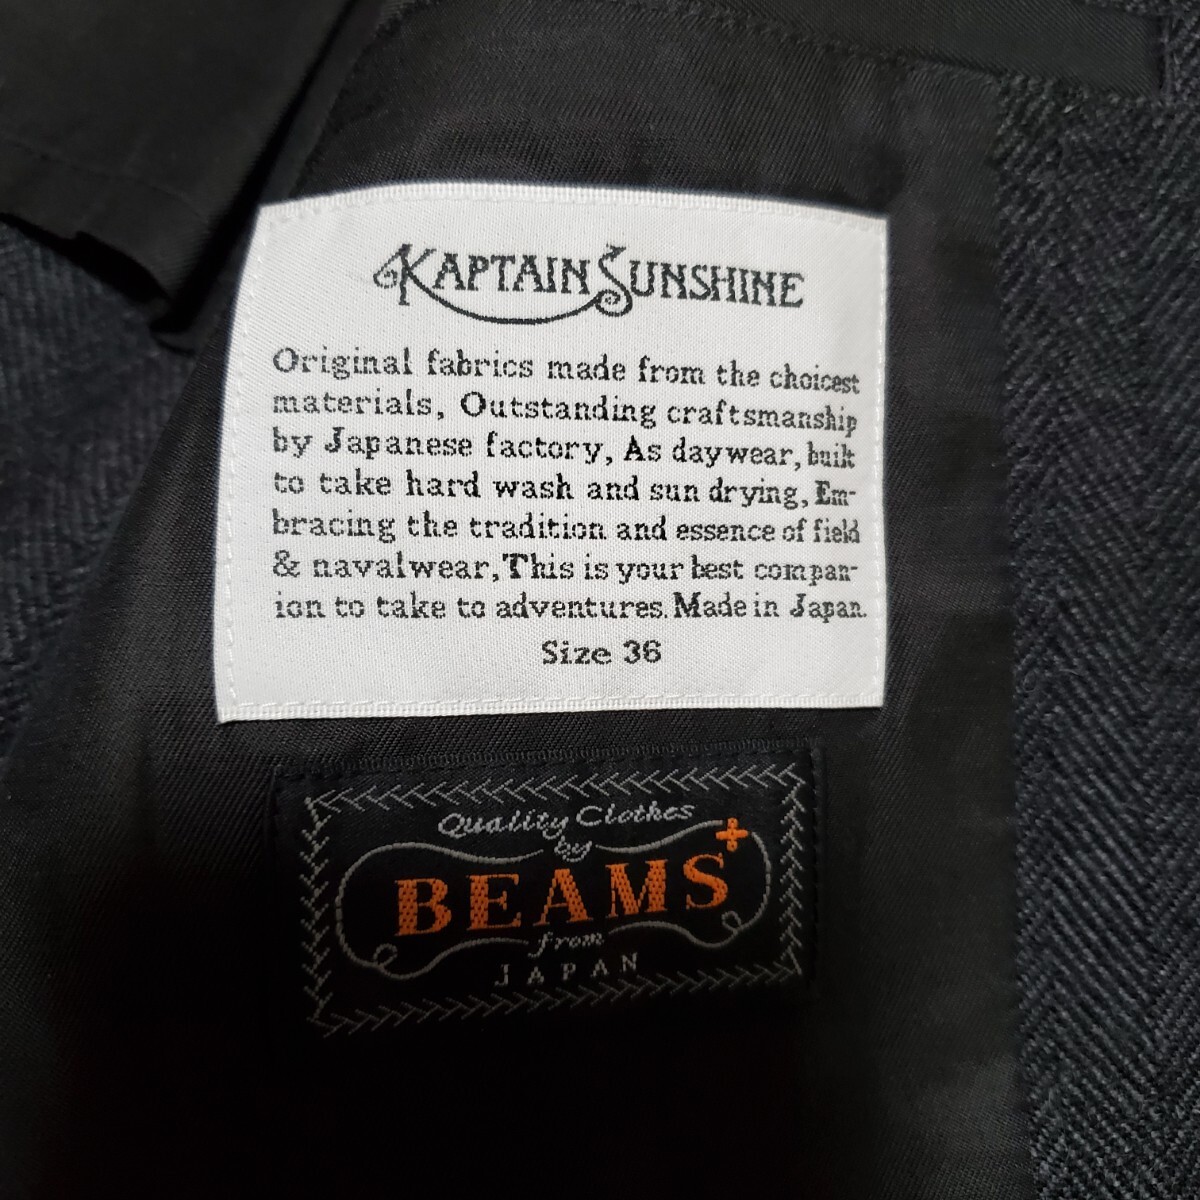 KAPTAIN SUNSHINE
Original fabrics made from the choicest
materials, Outstanding craftsmanship
by Japanese factory, As daywear, built
to take hard wash and sun drying, Em-
bracing the tradition and essence of field
& navalwear, This is your best compan-
ion to take to adventures. Made in Japan.
Size 36
Quality Clothes
by
BEAMS+
from
JAPAN